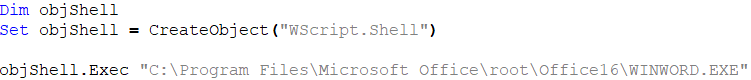 Dim objShell
Set objShell = CreateObject("WScript.Shell")
objShell.Exec "C:\Program Files\Microsoft Office\root\Office16\WINWORD.EXE"